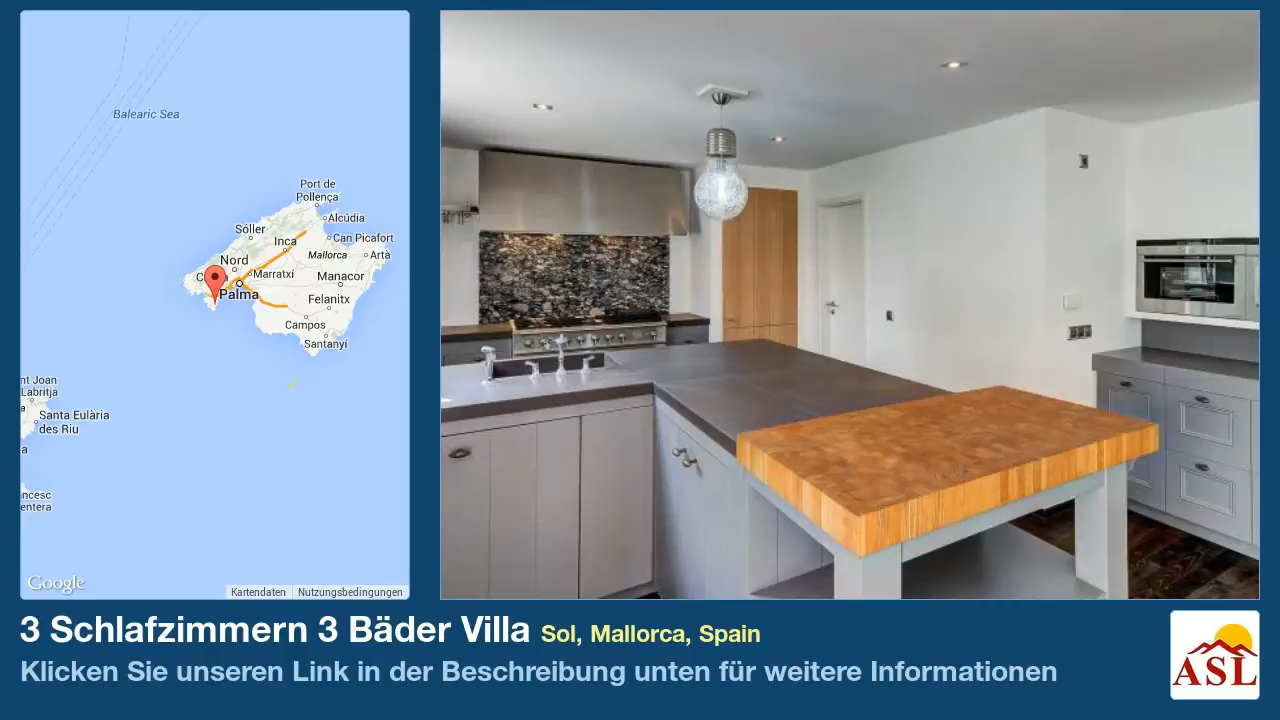 Balearic Sea
Port de
Pollença
Alcúdia
Sóller
Can Picafort
Inca
Mallorca
Artà
Nord
Marratxí
Manacor
Palma
Felanitx
Campos
Santanyí
nt Joan
Labritja
Santa Eulària
des Riu
ncesc
entera
Google
Kartendaten
Nutzungsbedingungen
3 Schlafzimmern 3 Bäder Villa Sol, Mallorca, Spain
Klicken Sie unseren Link in der Beschreibung unten für weitere Informationen
ASL